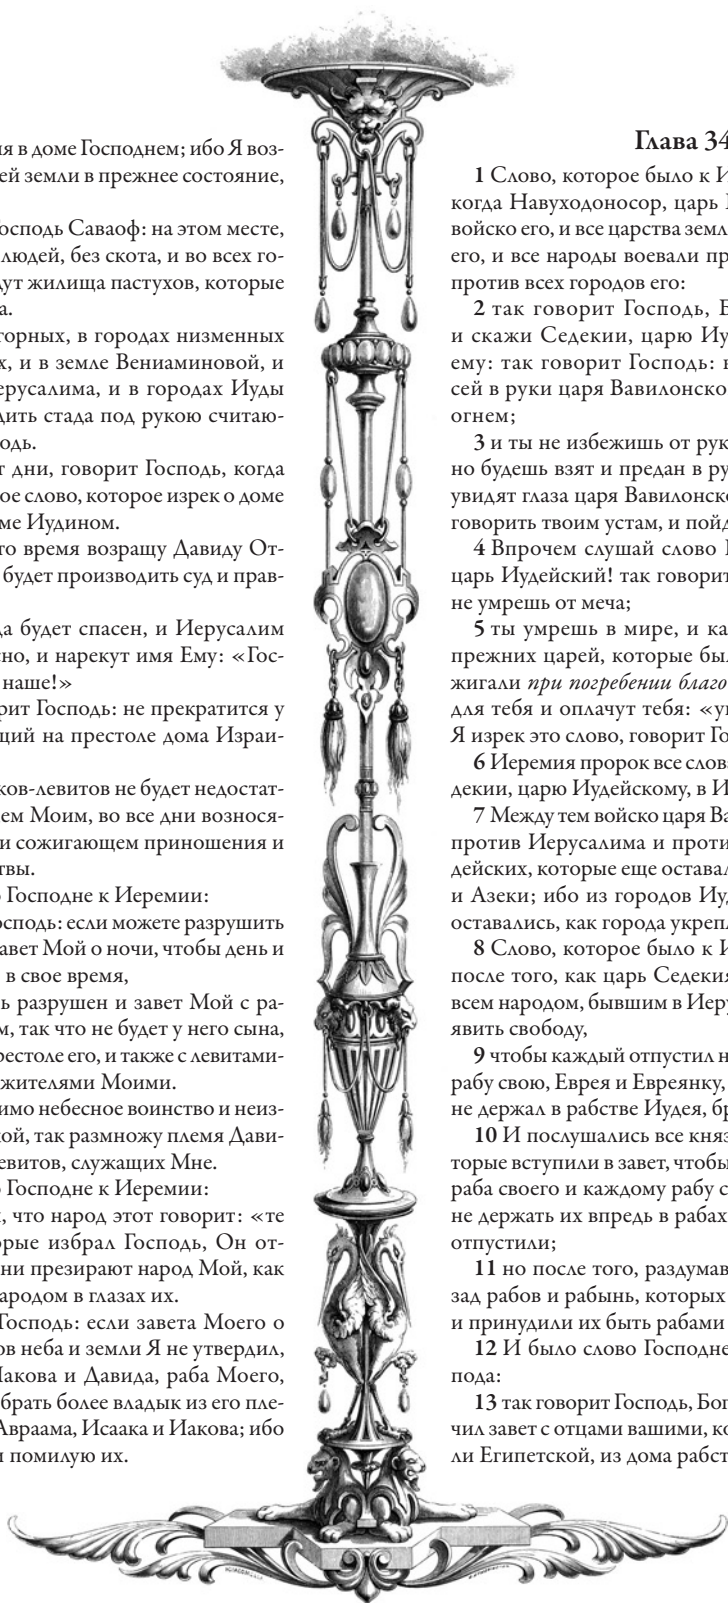 я в доме Господнем; ибо Я воз-
ей земли в прежнее состояние,
осподь Саваоф: на этом месте,
людей, без скота, и во всех го-
дут жилища пастухов, которые
а.
горных, в городах низменных
х, и в земле Вениаминовой, и
ерусалима, и в городах Иуды
дить стада под рукою считаю-
одь.
т дни, говорит Господь, когда
ое слово, которое изрек о доме
ме Иудином.
то время возращу Давиду От-
будет производить суд и прав-
да будет спасен, и Иерусалим
сно, и нарекут имя Ему: «Гос-
наше!»
рит Господь: не прекратится у
щий на престоле дома Израи-
ков-левитов не будет недостат-
ем Моим, во все дни вознося-
и сожигающем приношения и
твы.
о Господне к Иеремии:
осподь: если можете разрушить
авет Мой о ночи, чтобы день и
в свое время,
ь разрушен и завет Мой с ра-
м, так что не будет у него сына,
рестоле его, и также с левитами-
жителями Моими.
имо небесное воинство и неиз-
кой, так размножу племя Дави-
евитов, служащих Мне.
о Господне к Иеремии:
ь, что народ этот говорит: «те
орые избрал Господь, Он от-
ни презирают народ Мой, как
ародом в глазах их.
Господь: если завета Моего о
ов неба и земли Я не утвердил,
Иакова и Давида, раба Моего,
брать более владык из его пле-
Авраама, Исаака и Иакова; ибо
и помилую их.
Глава 34
1 Слово, которое было к И
когда Навуходоносор, царь
войско его, и все царства земл
его, и все народы воевали пр
против всех городов его:
2 так говорит Господь, Б
и скажи Седекии, царю Иу
ему: так говорит Господь: в
сей в руки царя Вавилонско
огнем;
3 и ты не избежишь от рук
но будешь взят и предан в ру
увидят глаза царя Вавилонско
говорить твоим устам, и пойд
4 Впрочем слушай слово
царь Иудейский! так говорит
не умрешь от меча;
5 ты умрешь в мире, и ка
прежних царей, которые был
жигали при погребении благо
для тебя и оплачут тебя: «ув
Я изрек это слово, говорит Го
6 Иеремия пророк все слов
декии, царю Иудейскому, в И
7 Между тем войско царя Ва
против Иерусалима и проти
дейских, которые еще оставал
и Азеки; ибо из городов Иуд
оставались, как города укрепл
8 Слово, которое было к И
после того, как царь Седекия
всем народом, бывшим в Иеру
явить свободу,
9 чтобы каждый отпустил н
рабу свою, Еврея и Евреянку,
не держал в рабстве Иудея, бр
10 И послушались все княз
торые вступили в завет, чтобы
раба своего и каждому рабу с
не держать их впредь в рабах
отпустили;
11 но после того, раздумав
зад рабов и рабынь, которых
и принудили их быть рабами
12 И было слово Господне
пода:
13 так говорит Господь, Бог
чил завет с отцами вашими, ко
ли Египетской, из дома рабст